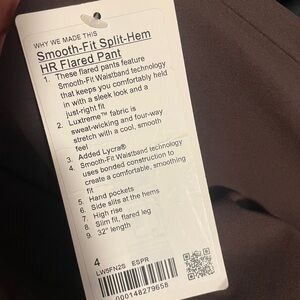 WHY WE MADE THIS
Smooth-Fit Split-Hem
HR Flared Pant
1. These flared pants feature
Smooth-Fit Waistband technology
that keeps you comfortably held
in with a sleek look and a
just-right fit
2. Luxtreme™ fabric is
sweat-wicking and four-way
stretch with a cool, smooth
feel
3. Added Lycra®
4. Smooth-Fit Waistband technology
uses bonded construction to
create a comfortable, smoothing
fit
5. Hand pockets
6. Side slits at the hems
7. High rise
8. Slim fit, flared leg
9. 32" length
4
LW5FN2S ESPR
000148279658